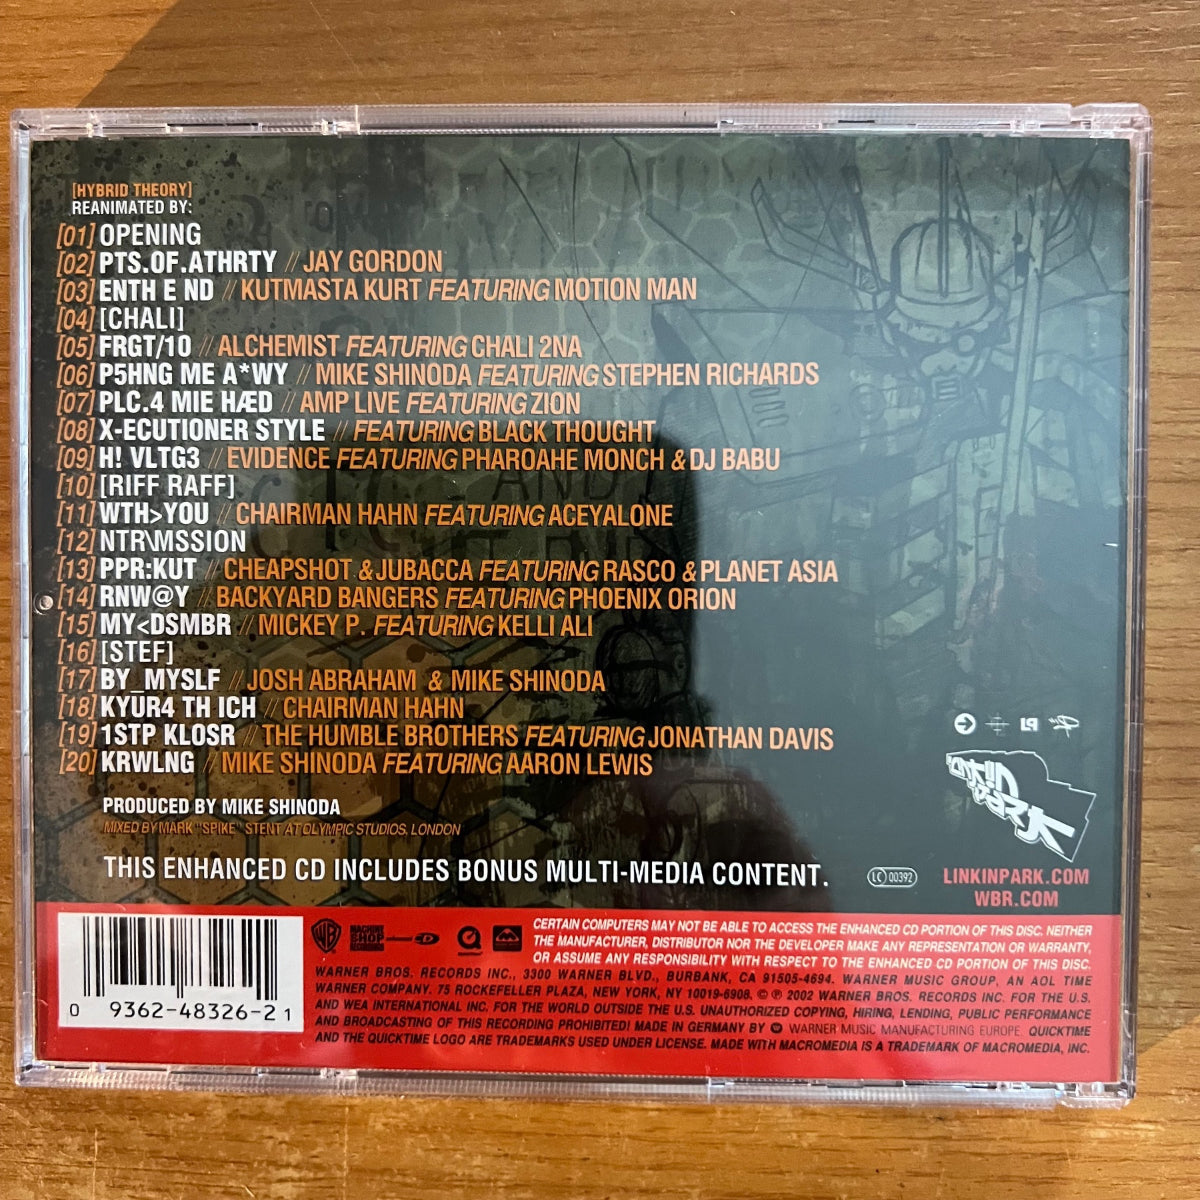 [HYBRID THEORY]
REANIMATED BY:
[01] OPENING
[02] PTS.OF.ATHRTY // JAY GORDON
[03] ENTH E ND // KUTMASTA KURT FEATURING MOTION MAN
[04] [CHALI]
[05] FRGT/10 // ALCHEMIST FEATURING CHALI 2NA
[06] P5HNG ME A*WY // MIKE SHINODA FEATURING STEPHEN RICHARDS
[07] PLC.4 MIE HÆD // AMP LIVE FEATURING ZION
[08] X-ECUTIONER STYLE // FEATURING BLACK THOUGHT
[09] H! VLTG3 // EVIDENCE FEATURING PHAROAHE MONCH & DJ BABU
[10] [RIFF RAFF]
[11] WTH>YOU // CHAIRMAN HAHN FEATURING ACEYALONE
[12] NTR\MSSION
[13] PPR:KUT // CHEAPSHOT & JUBACCA FEATURING RASCO & PLANET ASIA
[14] RNW@Y // BACKYARD BANGERS FEATURING PHOENIX ORION
[15] MY<DSMBR // MICKEY P. FEATURING KELLI ALI
[16] [STEF]
[17] BY_MYSLF // JOSH ABRAHAM & MIKE SHINODA
[18] KYUR4 TH ICH // CHAIRMAN HAHN
[19] 1STP KLOSR // THE HUMBLE BROTHERS FEATURING JONATHAN DAVIS
[20] KRWLNG // MIKE SHINODA FEATURING AARON LEWIS
PRODUCED BY MIKE SHINODA
MIXED BY MARK "SPIKE" STENT AT OLYMPIC STUDIOS, LONDON
THIS ENHANCED CD INCLUDES BONUS MULTI-MEDIA CONTENT.
LC 00392
LINKIN PARK
LINKINPARK.COM
WBR.COM
0 9362-48326-2 1
WB MACHINE SHOP RECORDINGS
CERTAIN COMPUTERS MAY NOT BE ABLE TO ACCESS THE ENHANCED CD PORTION OF THIS DISC. NEITHER
THE MANUFACTURER, DISTRIBUTOR NOR THE DEVELOPER MAKE ANY REPRESENTATION OR WARRANTY,
OR ASSUME ANY RESPONSIBILITY WITH RESPECT TO THE ENHANCED CD PORTION OF THIS DISC.
WARNER BROS. RECORDS INC., 3300 WARNER BLVD., BURBANK, CA 91505-4694. WARNER MUSIC GROUP, AN AOL TIME
WARNER COMPANY. 75 ROCKEFELLER PLAZA, NEW YORK, NY 10019-6908. © ℗ 2002 WARNER BROS. RECORDS INC. FOR THE U.S.
AND WEA INTERNATIONAL INC. FOR THE WORLD OUTSIDE THE U.S. UNAUTHORIZED COPYING, HIRING, LENDING, PUBLIC PERFORMANCE
AND BROADCASTING OF THIS RECORDING PROHIBITED! MADE IN GERMANY BY WARNER MUSIC MANUFACTURING EUROPE. QUICKTIME
AND THE QUICKTIME LOGO ARE TRADEMARKS USED UNDER LICENSE. MADE WITH MACROMEDIA IS A TRADEMARK OF MACROMEDIA, INC.